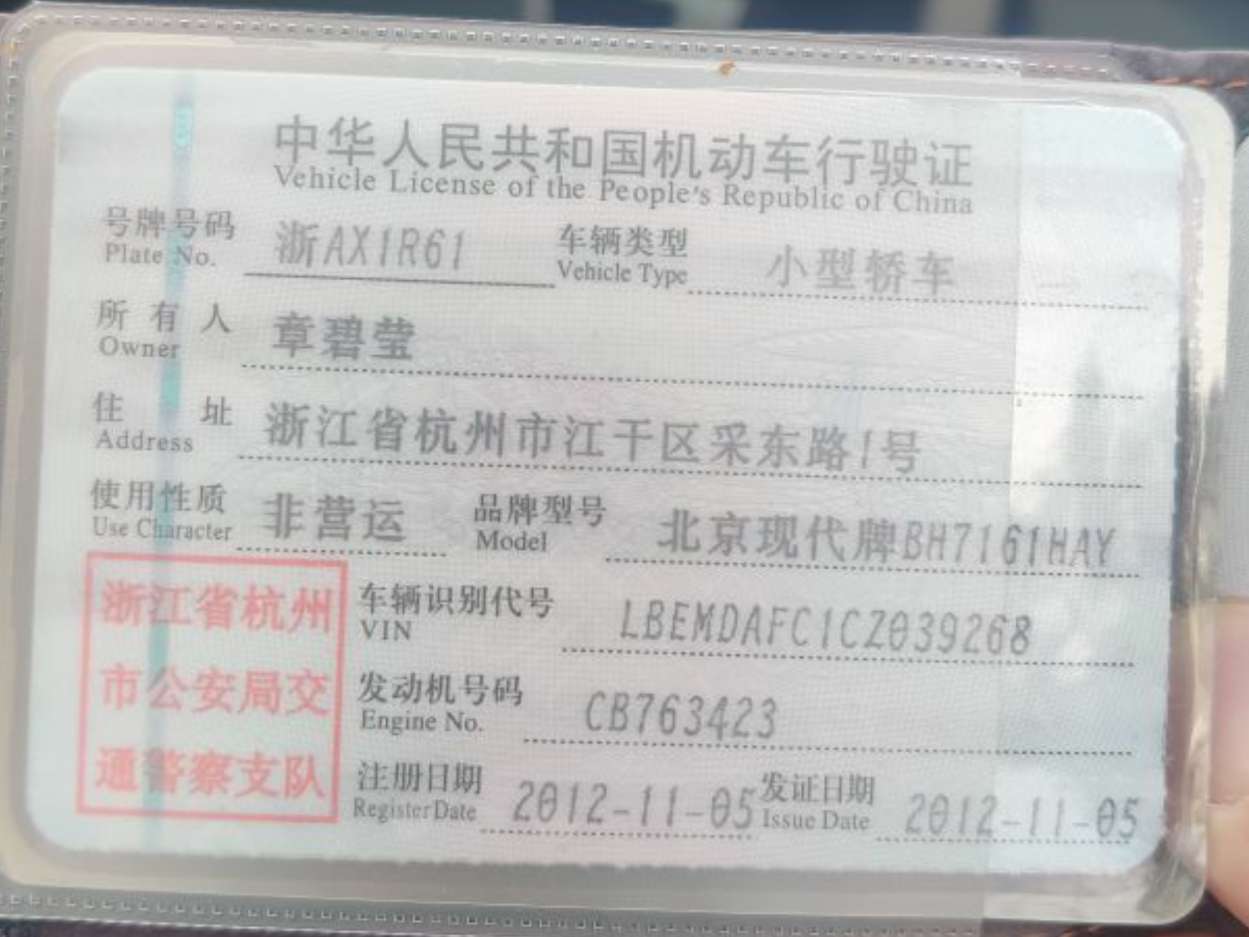 中华人民共和国机动车行驶证
Vehicle License of the People's Republic of China
号牌号码 浙AX1R61 车辆类型 小型轿车
Plate No. Vehicle Type
所有人 章碧莹
Owner
住址 浙江省杭州市江干区采东路1号
Address
使用性质 非营运 品牌型号 北京现代牌BH7161HAY
Use Character Model
浙江省杭州
市公安局交
通警察支队
车辆识别代号 LBEMDAFC1CZ039268
VIN
发动机号码 CB763423
Engine No.
注册日期 2012-11-05 发证日期 2012-11-05
Register Date Issue Date